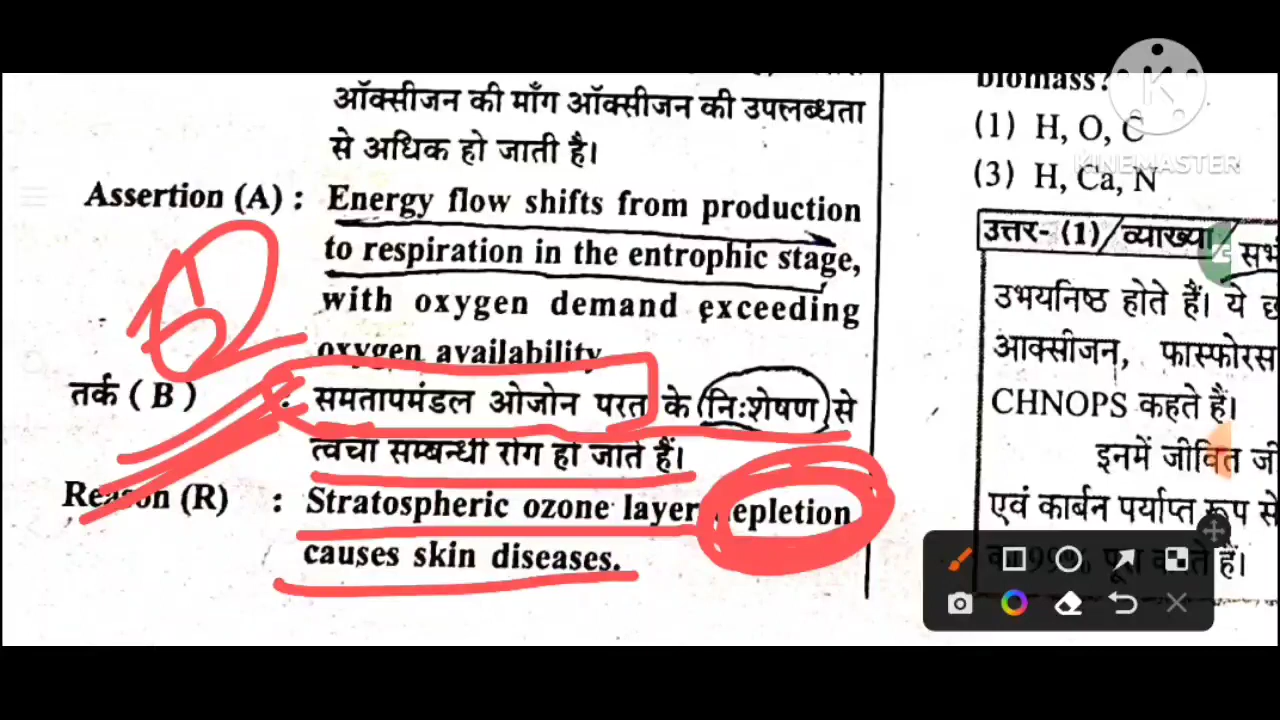 ऑक्सीजन की माँग ऑक्सीजन की उपलब्धता
से अधिक हो जाती है।
Assertion (A) : Energy flow shifts from production
to respiration in the entrophic stage,
with oxygen demand exceeding
oxygen availability
तर्क ( B ) : समतापमंडल ओजोन परत के निःशेषण से
त्वचा सम्बन्धी रोग हो जाते हैं।
Reason (R) : Stratospheric ozone layer depletion
causes skin diseases.
biomass?
(1) H, O, C
(3) H, Ca, N
उत्तर- (1)/व्याख्या
उभयनिष्ठ होते हैं। ये
आक्सीजन, फास्फोरस
CHNOPS कहते हैं।
इनमें जीवित
एवं कार्बन पर्याप्त रूप से
99%
K
KINEMASTER